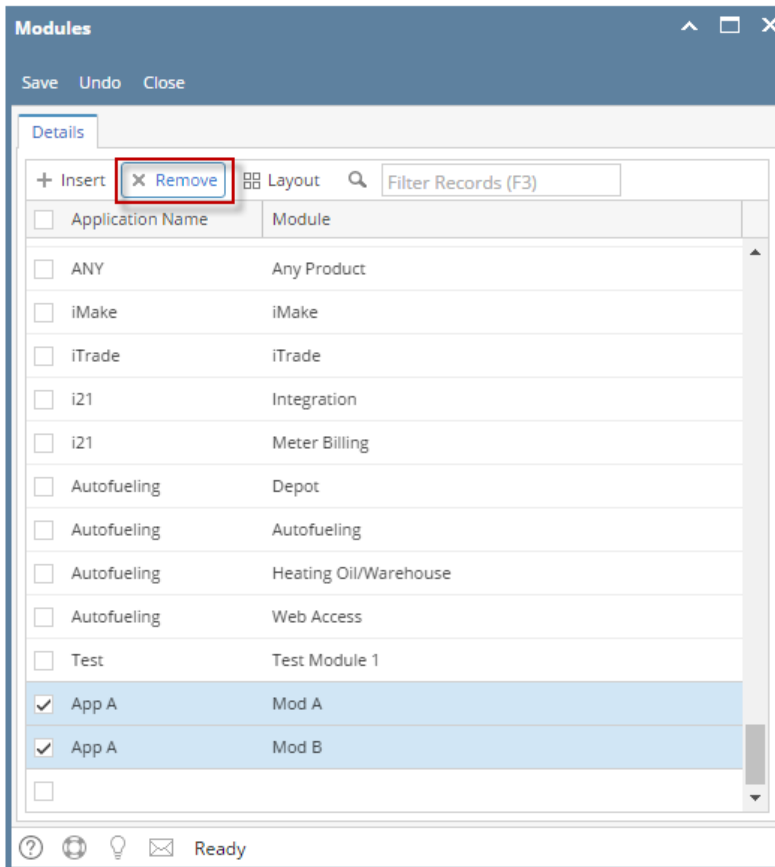 Modules
Save Undo Close
Details
Insert Remove Layout Filter Records (F3)
Application Name Module
ANY Any Product
iMake iMake
iTrade iTrade
i21 Integration
i21 Meter Billing
Autofueling Depot
Autofueling Autofueling
Autofueling Heating Oil/Warehouse
Autofueling Web Access
Test Test Module 1
App A Mod A
App A Mod B
Ready